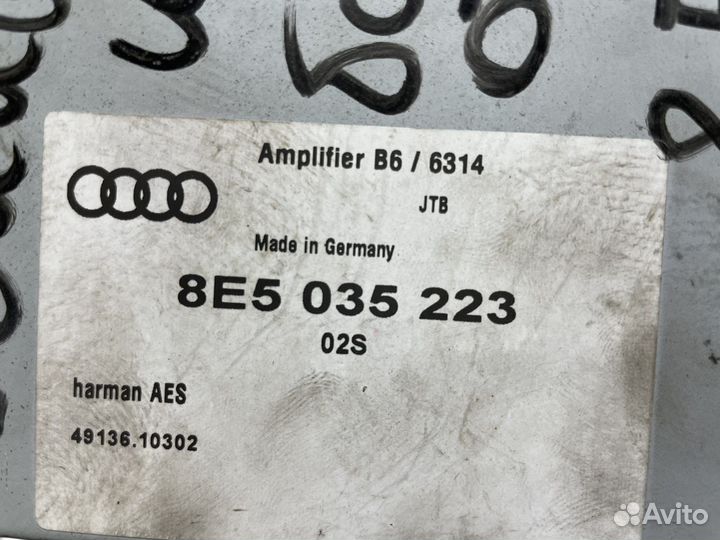 Amplifier B6 / 6314
JTB
Made in Germany
8E5 035 223
02S
harman AES
49136.10302
Avito